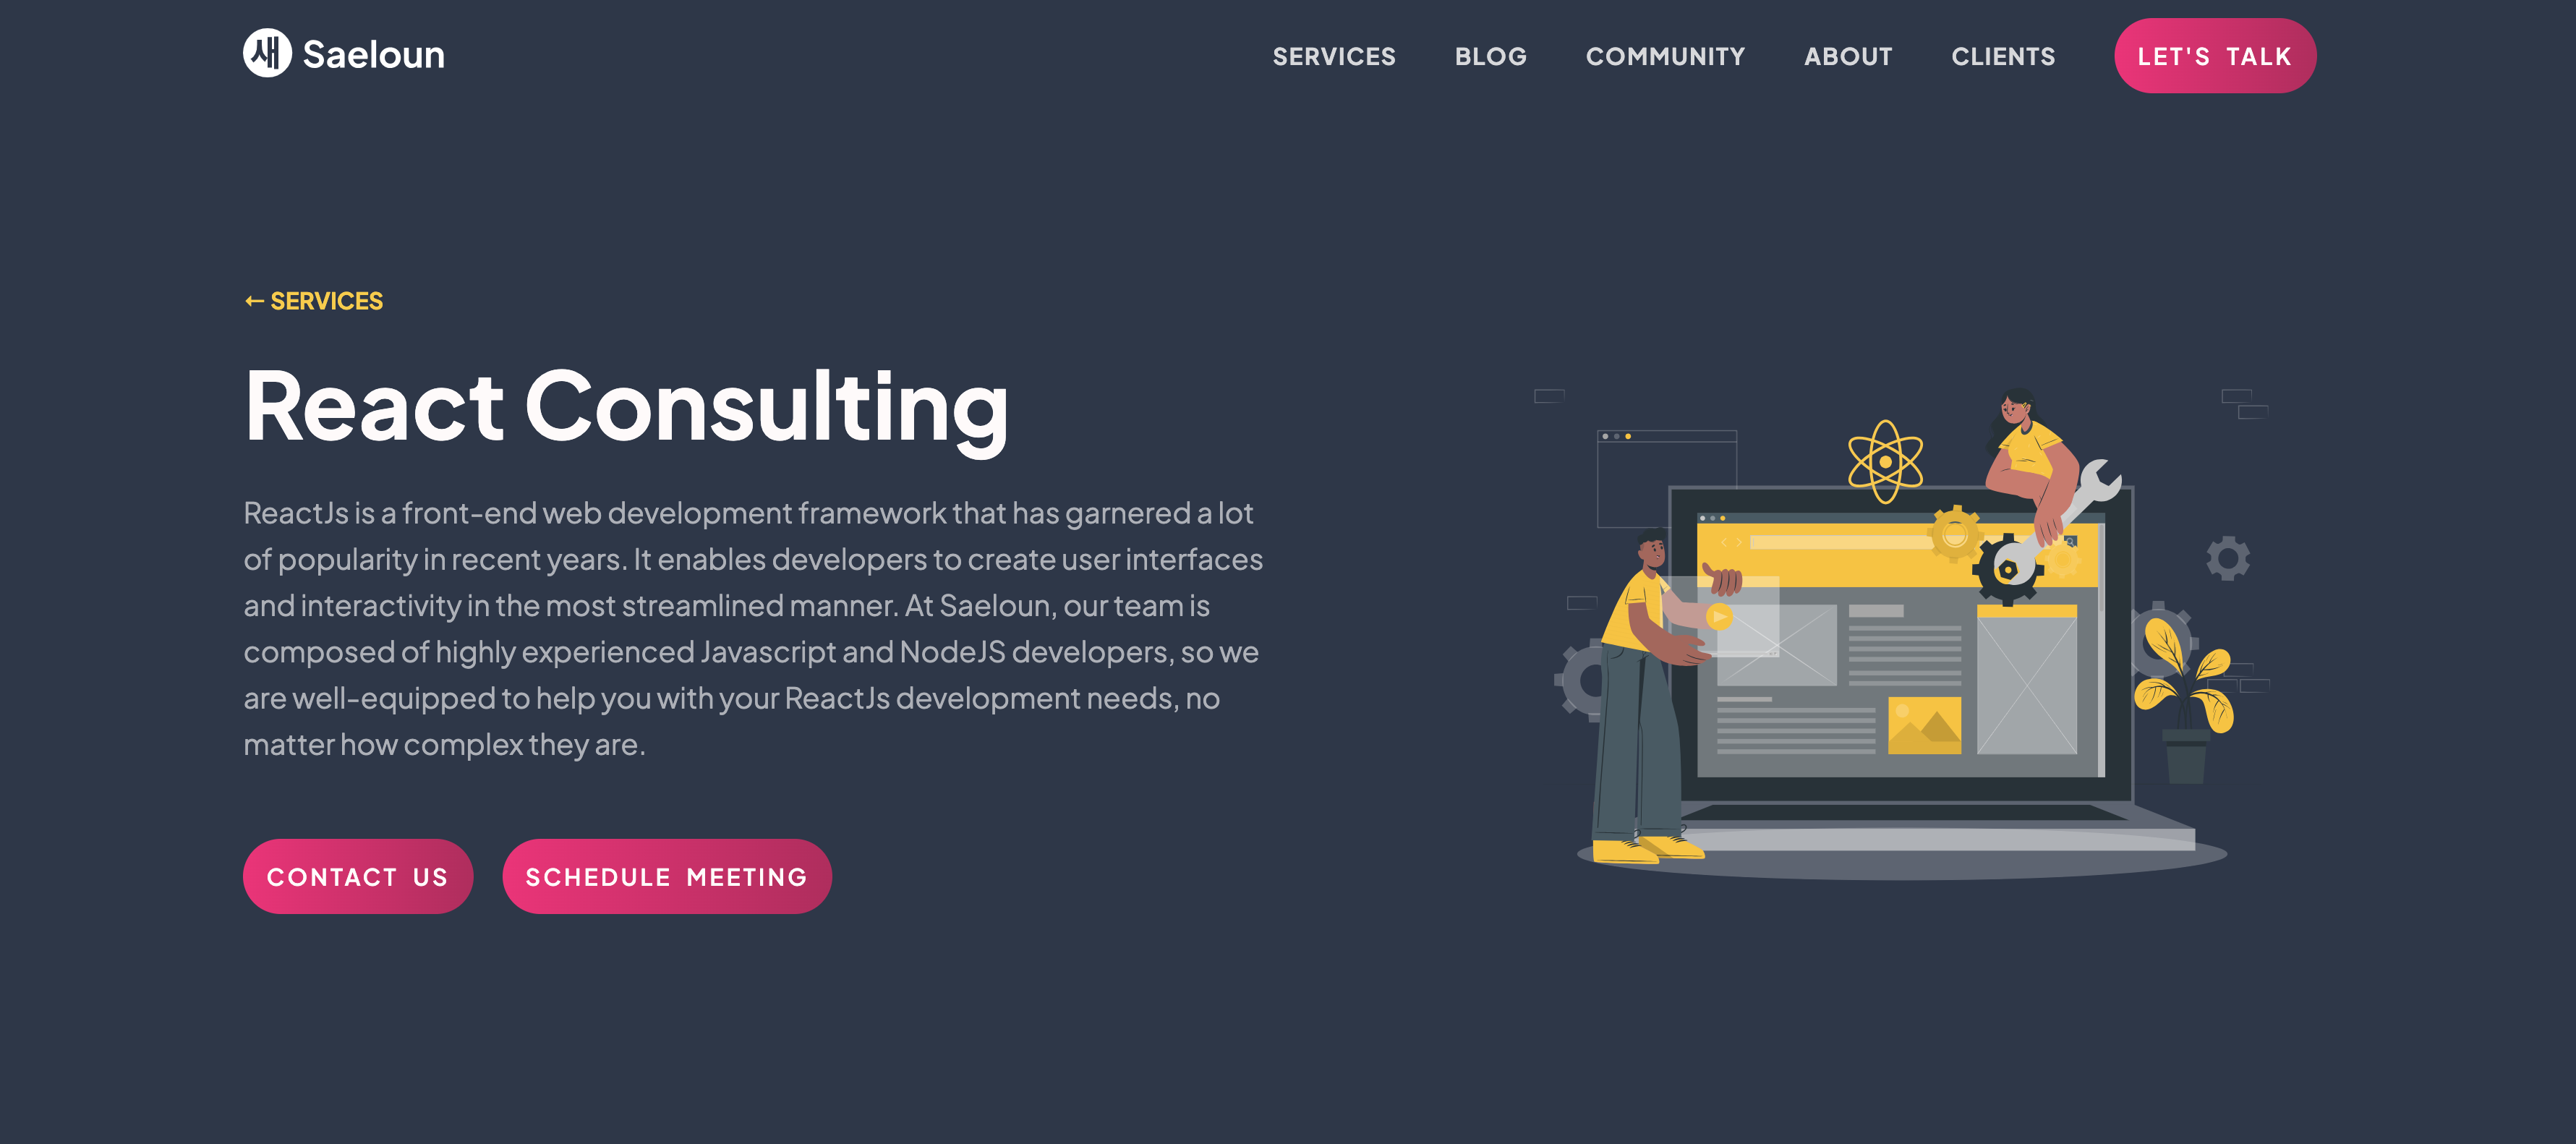 새 Saeloun
SERVICES BLOG COMMUNITY ABOUT CLIENTS LET'S TALK
← SERVICES
React Consulting
ReactJs is a front-end web development framework that has garnered a lot
of popularity in recent years. It enables developers to create user interfaces
and interactivity in the most streamlined manner. At Saeloun, our team is
composed of highly experienced Javascript and NodeJS developers, so we
are well-equipped to help you with your ReactJs development needs, no
matter how complex they are.
CONTACT US SCHEDULE MEETING